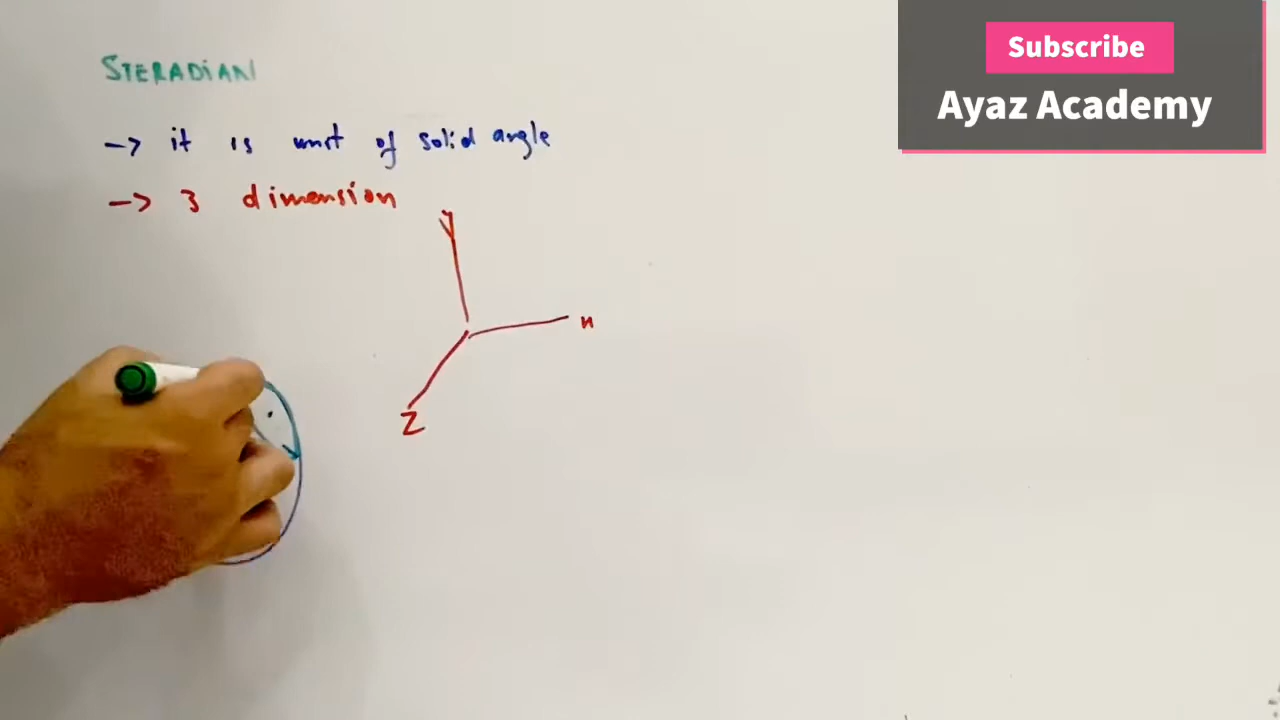 STERADIAN
Subscribe
Ayaz Academy
-> it is unit of solid angle
-> 3 dimension
y
x
Z